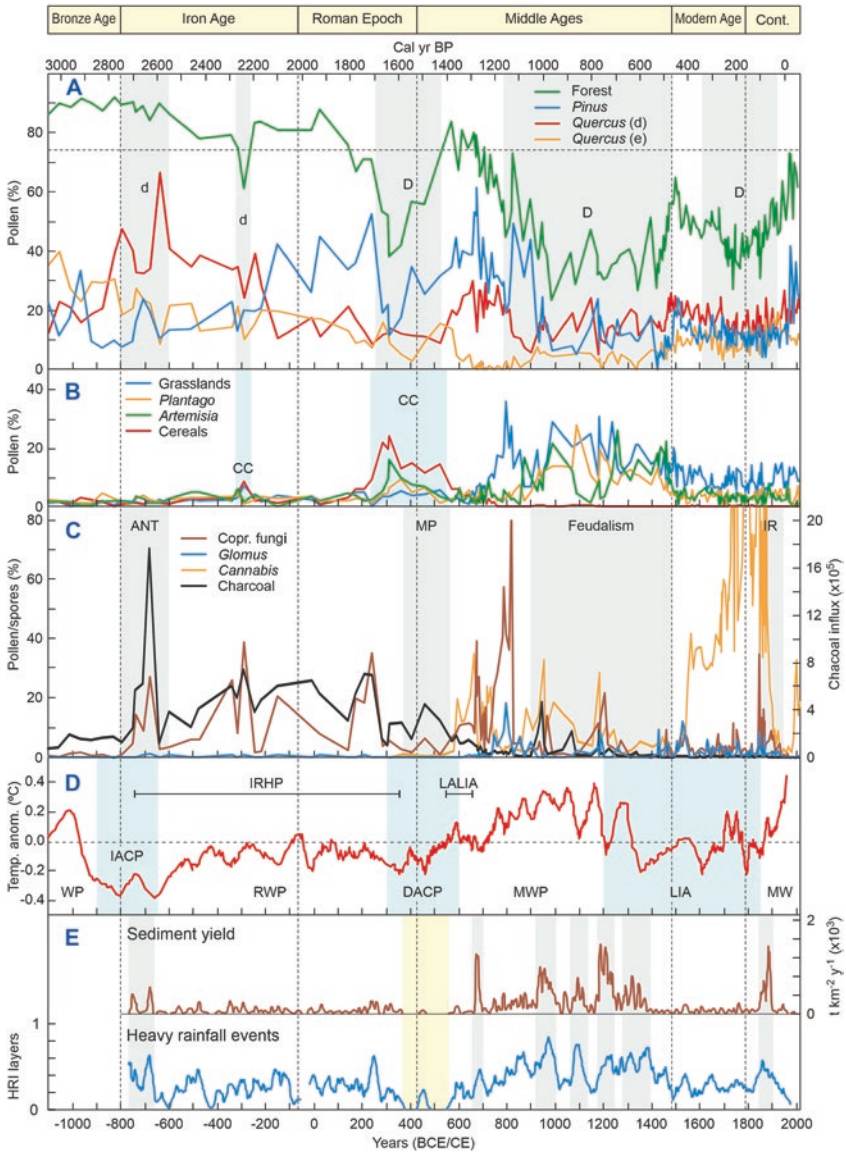 Bronze Age Iron Age Roman Epoch Middle Ages Modern Age Cont.
Cal yr BP
3000 2800 2600 2400 2200 2000 1800 1600 1400 1200 1000 800 600 400 200 0
A
Forest
Pinus
Quercus (d)
Quercus (e)
80
60
40
20
0
Pollen (%)
d
d
D
D
D
B
Grasslands
Plantago
Artemisia
Cereals
40
20
0
Pollen (%)
CC
CC
C
ANT
MP
Feudalism
IR
Copr. fungi
Glomus
Cannabis
Charcoal
80
60
40
20
0
Pollen/spores (%)
20
16
12
8
4
0
Chacoal influx (x10⁵)
D
0.4
0.2
0.0
-0.2
-0.4
Temp. anom. (ºC)
IRHP
LALIA
IACP
WP RWP DACP MWP LIA MW
E
Sediment yield
2
1
0
t km⁻² y⁻¹ (x10³)
Heavy rainfall events
1
0
HRI layers
-1000 -800 -600 -400 -200 0 200 400 600 800 1000 1200 1400 1600 1800 2000
Years (BCE/CE)